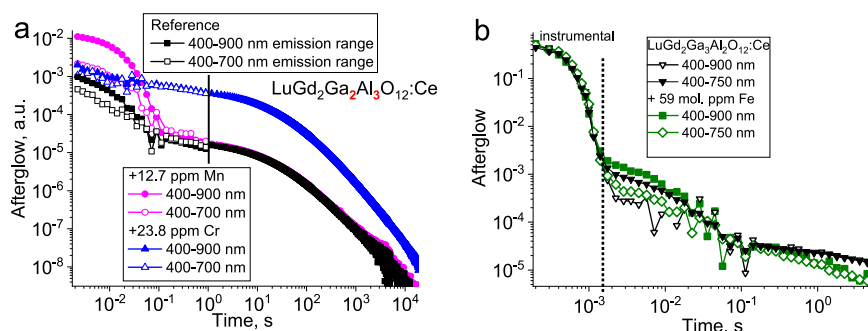 a
Reference
400-900 nm emission range
400-700 nm emission range
LuGd₂Ga₂Al₃O₁₂:Ce
+12.7 ppm Mn
400-900 nm
400-700 nm
+23.8 ppm Cr
400-900 nm
400-700 nm
Afterglow, a.u.
10⁻²
10⁻³
10⁻⁴
10⁻⁵
10⁻⁶
10⁻⁷
10⁻⁸
10⁻² 10⁻¹ 10⁰ 10¹ 10² 10³ 10⁴
Time, s
b
instrumental
LuGd₂Ga₃Al₂O₁₂:Ce
400-900 nm
400-750 nm
+ 59 mol. ppm Fe
400-900 nm
400-750 nm
Afterglow
10⁻¹
10⁻²
10⁻³
10⁻⁴
10⁻⁵
10⁻³ 10⁻² 10⁻¹ 10⁰
Time, s